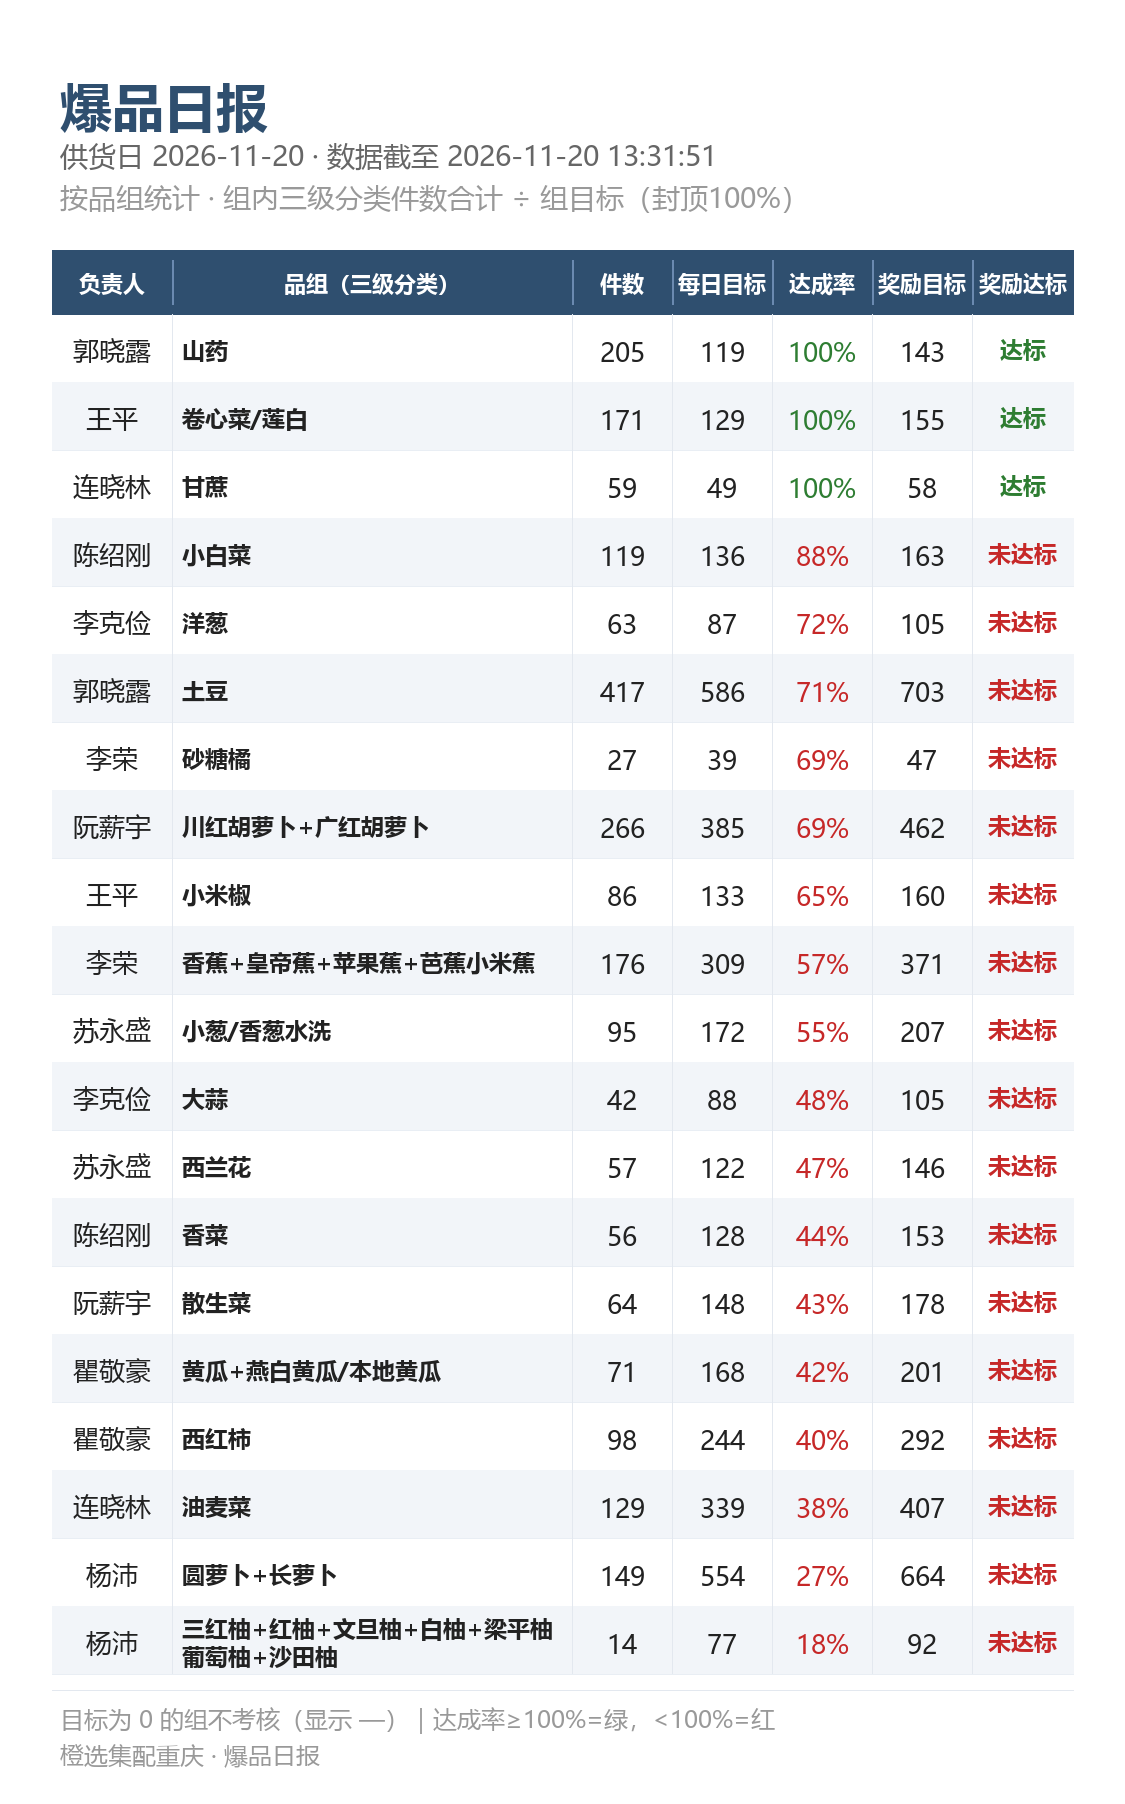 爆品日报
供货日 2026-11-20 · 数据截至 2026-11-20 13:31:51
按品组统计 · 组内三级分类件数合计 ÷ 组目标（封顶100%）
负责人 品组（三级分类） 件数 每日目标 达成率 奖励目标 奖励达标
郭晓露 山药 205 119 100% 143 达标
王平 卷心菜/莲白 171 129 100% 155 达标
连晓林 甘蔗 59 49 100% 58 达标
陈绍刚 小白菜 119 136 88% 163 未达标
李克俭 洋葱 63 87 72% 105 未达标
郭晓露 土豆 417 586 71% 703 未达标
李荣 砂糖橘 27 39 69% 47 未达标
阮薪宇 川红胡萝卜+广红胡萝卜 266 385 69% 462 未达标
王平 小米椒 86 133 65% 160 未达标
李荣 香蕉+皇帝蕉+苹果蕉+芭蕉小米蕉 176 309 57% 371 未达标
苏永盛 小葱/香葱水洗 95 172 55% 207 未达标
李克俭 大蒜 42 88 48% 105 未达标
苏永盛 西兰花 57 122 47% 146 未达标
陈绍刚 香菜 56 128 44% 153 未达标
阮薪宇 散生菜 64 148 43% 178 未达标
瞿敬豪 黄瓜+燕白黄瓜/本地黄瓜 71 168 42% 201 未达标
瞿敬豪 西红柿 98 244 40% 292 未达标
连晓林 油麦菜 129 339 38% 407 未达标
杨沛 圆萝卜+长萝卜 149 554 27% 664 未达标
杨沛 三红柚+红柚+文旦柚+白柚+梁平柚 14 77 18% 92 未达标
葡萄柚+沙田柚
目标为 0 的组不考核（显示 —）｜达成率≥100%=绿，<100%=红
橙选集配重庆 · 爆品日报